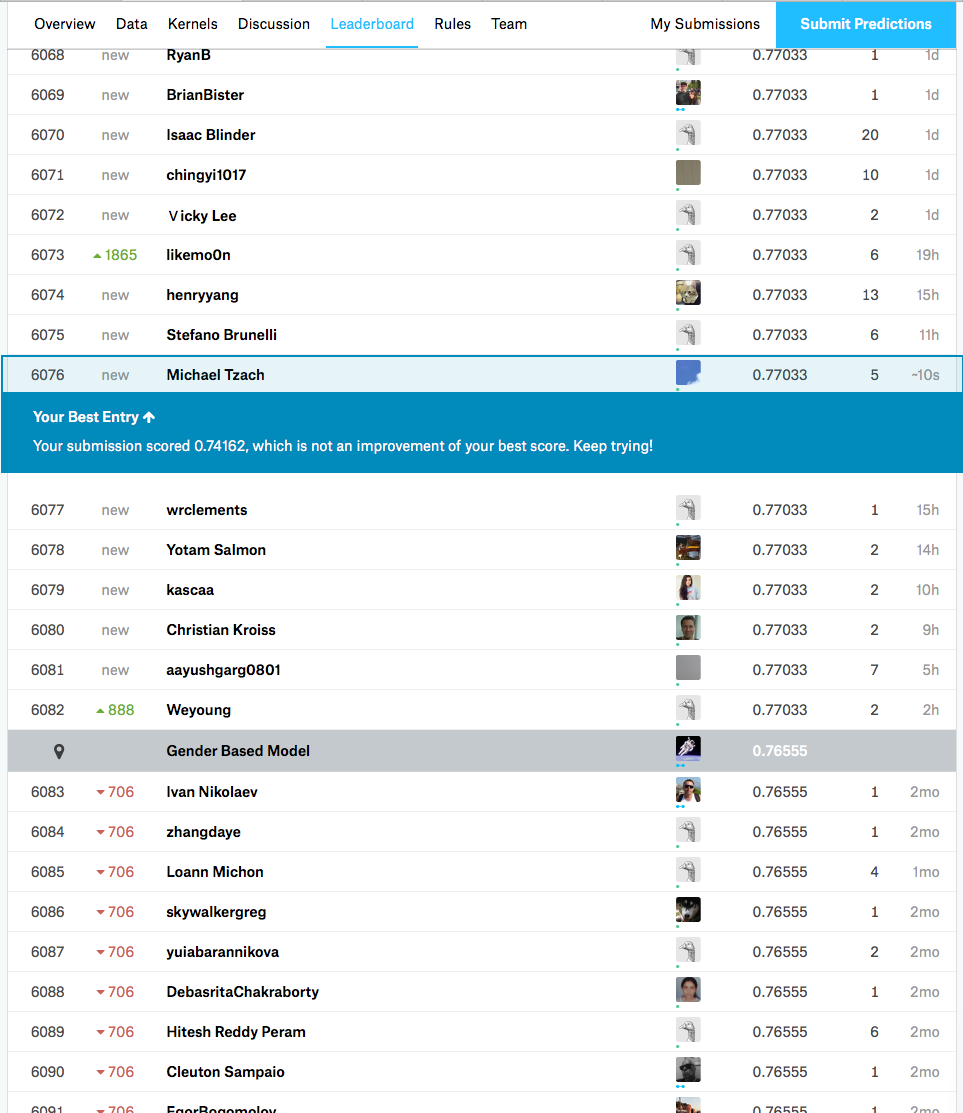 Overview Data Kernels Discussion Leaderboard Rules Team My Submissions Submit Predictions
6068 new RyanB 0.77033 1 1d
6069 new BrianBister 0.77033 1 1d
6070 new Isaac Blinder 0.77033 20 1d
6071 new chingyi1017 0.77033 10 1d
6072 new Vicky Lee 0.77033 2 1d
6073 1865 likemo0n 0.77033 6 19h
6074 new henryyang 0.77033 13 15h
6075 new Stefano Brunelli 0.77033 6 11h
6076 new Michael Tzach 0.77033 5 ~10s
Your Best Entry ↑
Your submission scored 0.74162, which is not an improvement of your best score. Keep trying!
6077 new wrclements 0.77033 1 15h
6078 new Yotam Salmon 0.77033 2 14h
6079 new kascaa 0.77033 2 10h
6080 new Christian Kroiss 0.77033 2 9h
6081 new aayushgarg0801 0.77033 7 5h
6082 888 Weyoung 0.77033 2 2h
Gender Based Model 0.76555
6083 706 Ivan Nikolaev 0.76555 1 2mo
6084 706 zhangdaye 0.76555 1 2mo
6085 706 Loann Michon 0.76555 4 1mo
6086 706 skywalkergreg 0.76555 1 2mo
6087 706 yuiabarannikova 0.76555 2 2mo
6088 706 DebasritaChakraborty 0.76555 1 2mo
6089 706 Hitesh Reddy Peram 0.76555 6 2mo
6090 706 Cleuton Sampaio 0.76555 1 2mo
6091 706 EgorBogomolov 0.76555 1 2mo